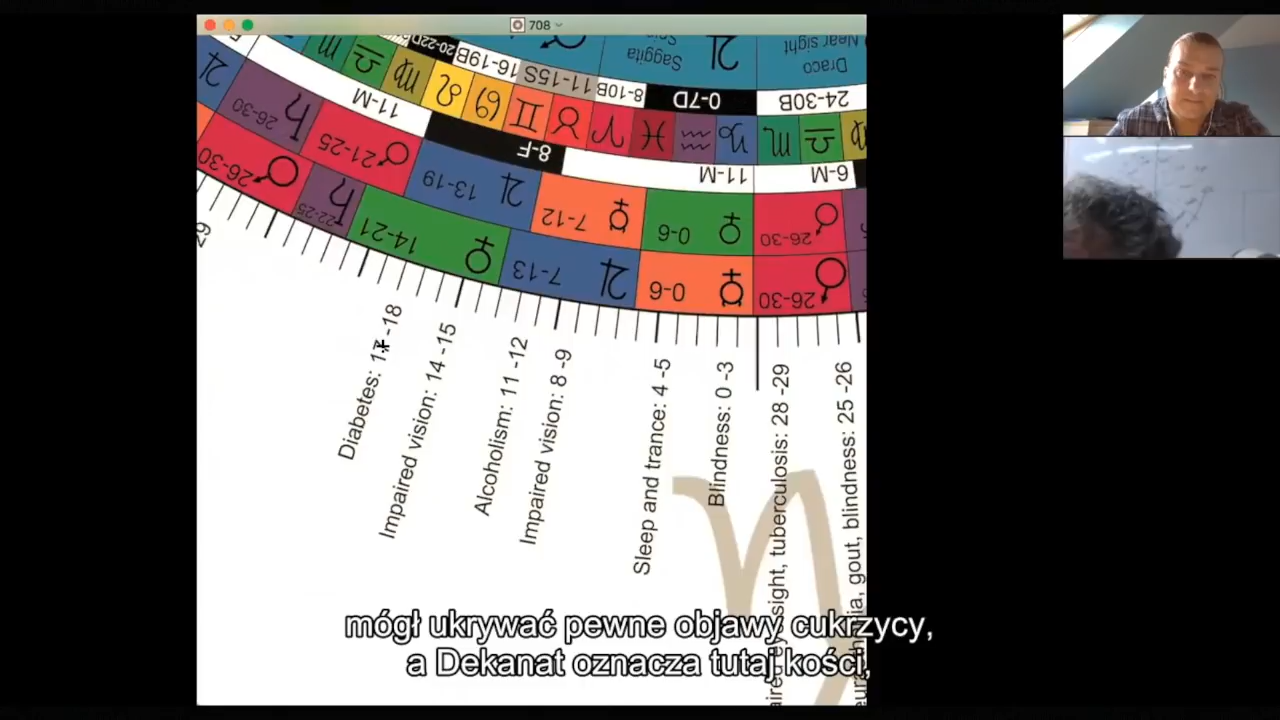 708
20-22D
16-19B
11-15S
8-10B
0-7D
24-30B
Saggita
Draco
Near sight
26-30
11-M
8-F
11-M
6-M
21-25
13-19
7-12
0-6
26-30
26-30
22-25
14-21
7-13
0-6
26-30
29
Impaired vision: 14 -15
Alcoholism: 11 -12
Impaired vision: 8 -9
Sleep and trance: 4 -5
Blindness: 0 -3
sight, tuberculosis: 28 -29
gout, blindness: 25 -26
mógł ukrywać pewne objawy cukrzycy,
a Dekanat oznacza tutaj kości,